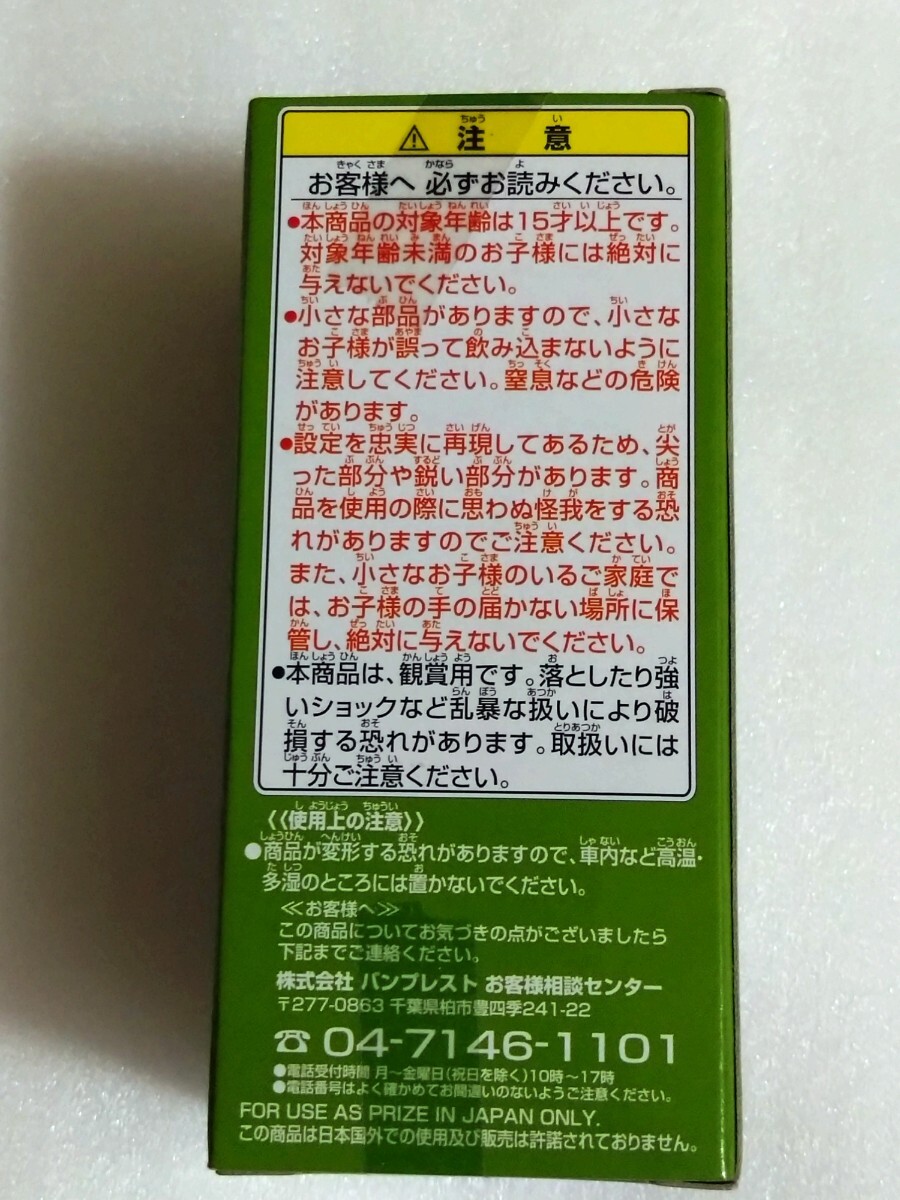 ⚠ 注意
お客様へ 必ずお読みください。
●本商品の対象年齢は15才以上です。
対象年齢未満のお子様には絶対に
与えないでください。
●小さな部品がありますので、小さな
お子様が誤って飲み込まないように
注意してください。窒息などの危険
があります。
●設定を忠実に再現してあるため、尖
った部分や鋭い部分があります。商
品を使用の際に思わぬ怪我をする恐
れがありますのでご注意ください。
また、小さなお子様のいるご家庭で
は、お子様の手の届かない場所に保
管し、絶対に与えないでください。
●本商品は、観賞用です。落としたり強
いショックなど乱暴な扱いにより破
損する恐れがあります。取扱いには
十分ご注意ください。
《使用上の注意》
●商品が変形する恐れがありますので、車内など高温・
多湿のところには置かないでください。
≪お客様へ≫
この商品についてお気づきの点がございましたら
下記までご連絡ください。
株式会社 バンプレスト お客様相談センター
〒277-0863 千葉県柏市豊四季241-22
☎ 04-7146-1101
●電話受付時間 月〜金曜日(祝日を除く)10時〜17時
●電話番号はよく確かめてお間違いのないようご注意ください。
FOR USE AS PRIZE IN JAPAN ONLY.
この商品は日本国外での使用及び販売は許諾されておりません。